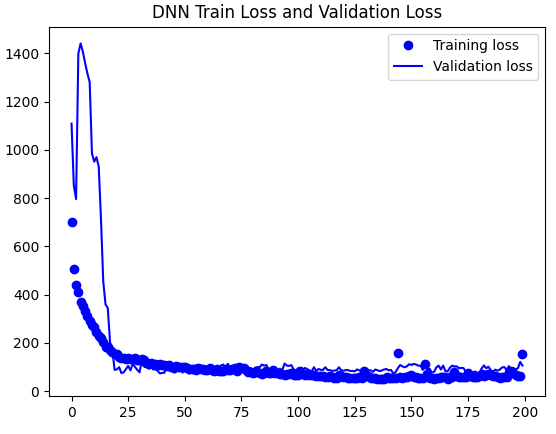 DNN Train Loss and Validation Loss
Training loss
Validation loss
1400
1200
1000
800
600
400
200
0
0 25 50 75 100 125 150 175 200